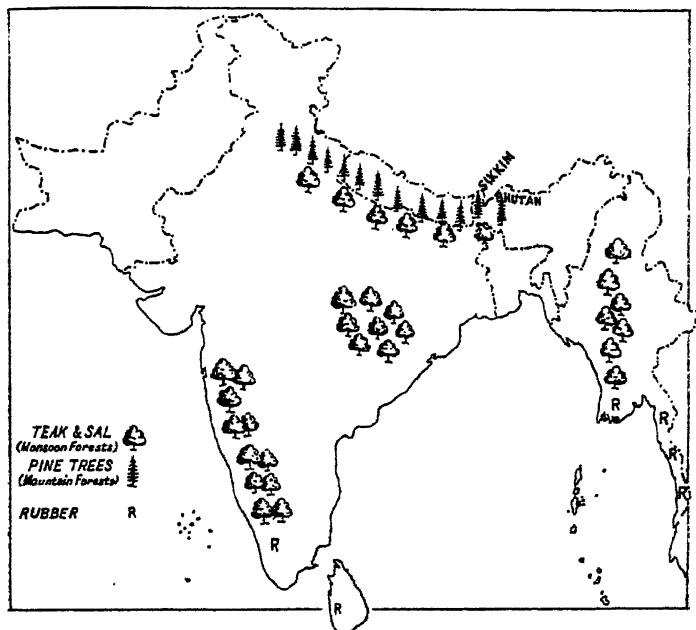 SIKKIM
BHUTAN
TEAK & SAL
(Monsoon Forests)
PINE TREES
(Mountain Forests)
RUBBER R
R
R
R
R
R
R